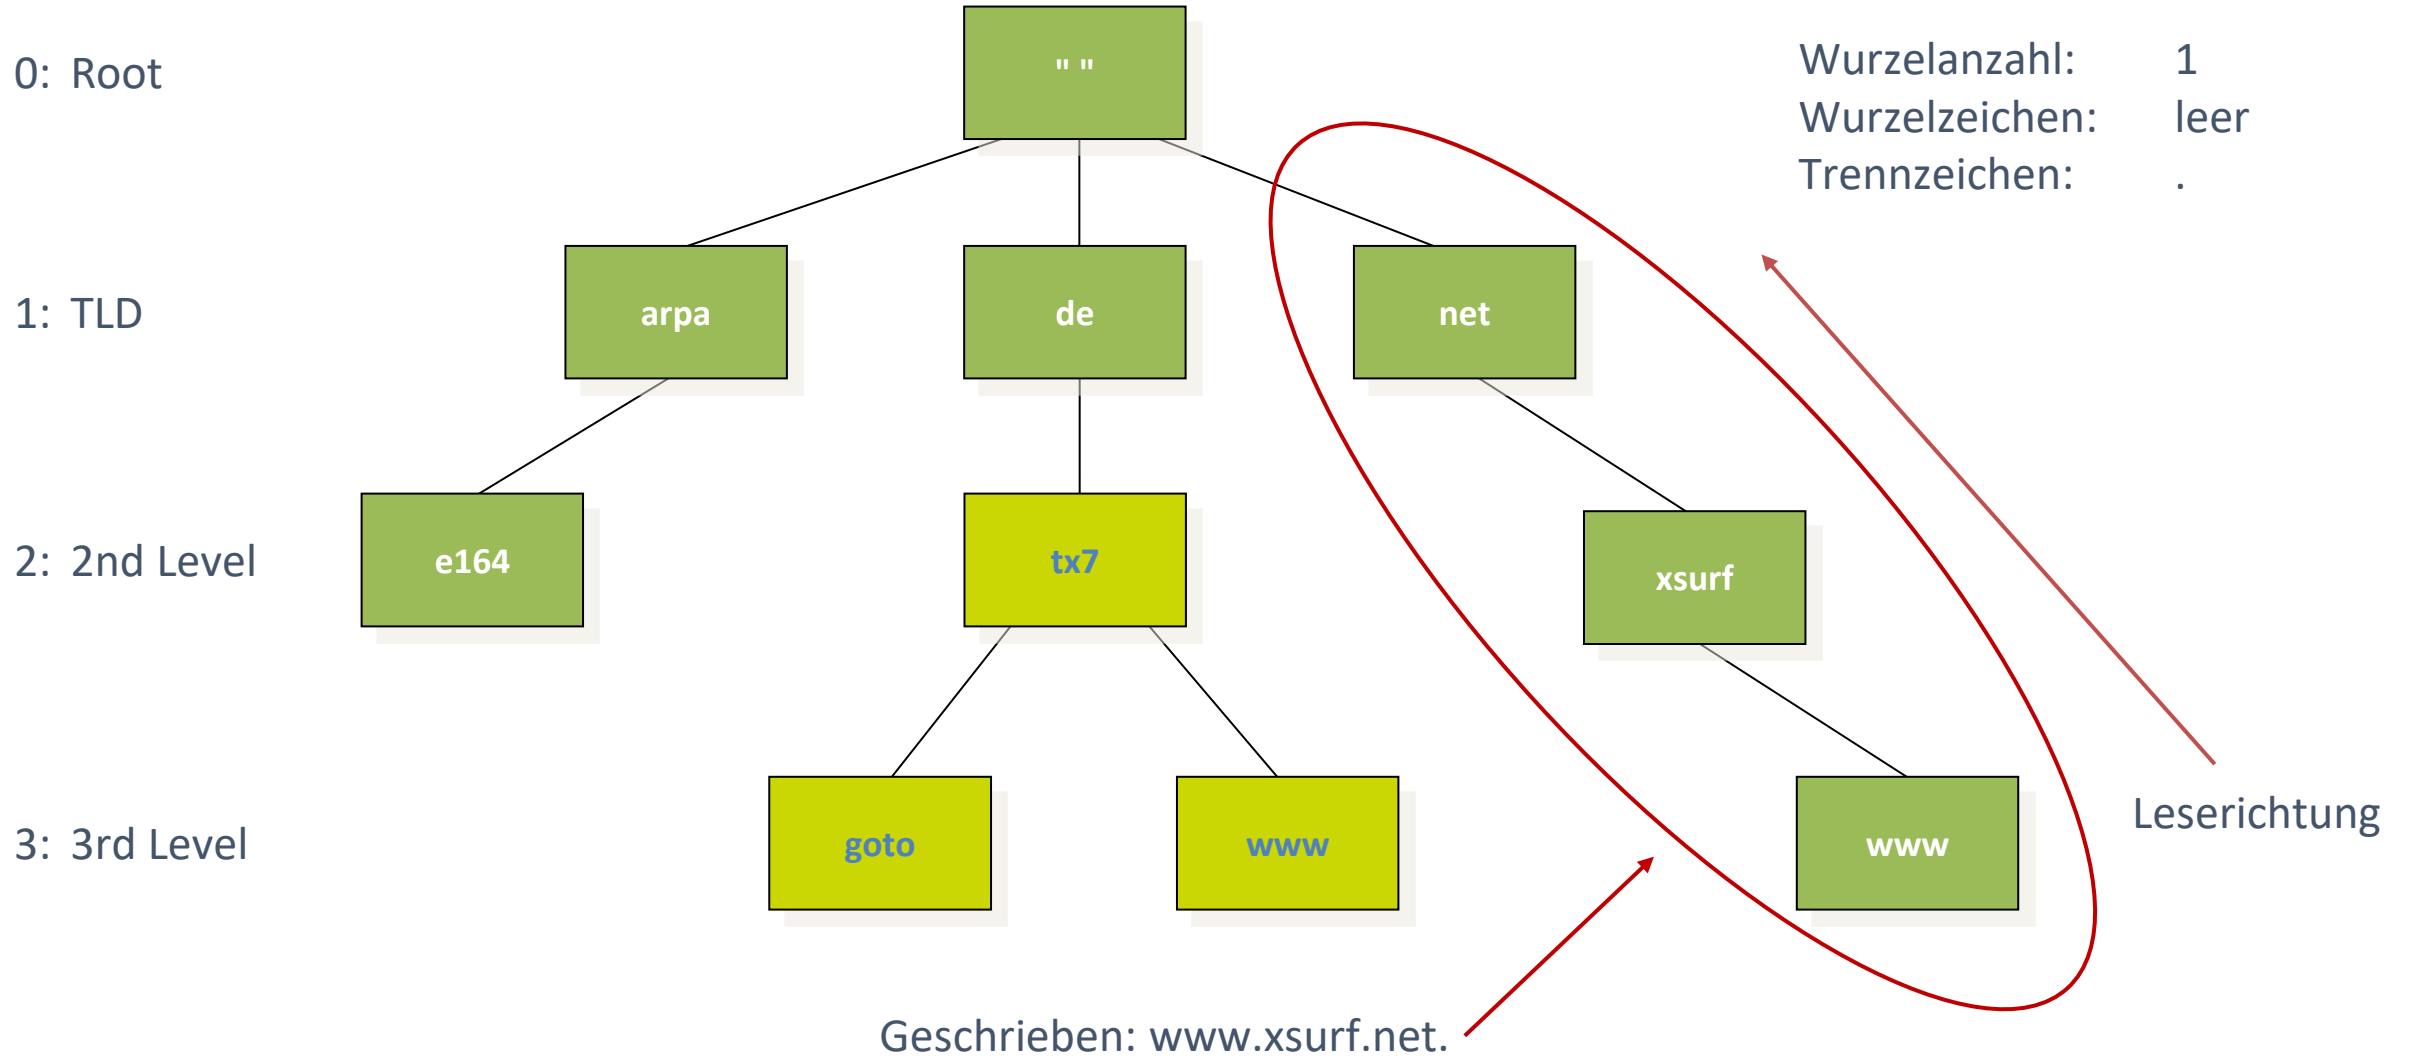 " "
0: Root
Wurzelanzahl: 1
Wurzelzeichen: leer
Trennzeichen: .
1: TLD
arpa
de
net
2: 2nd Level
e164
tx7
xsurf
3: 3rd Level
goto
www
www
Leserichtung
Geschrieben: www.xsurf.net.